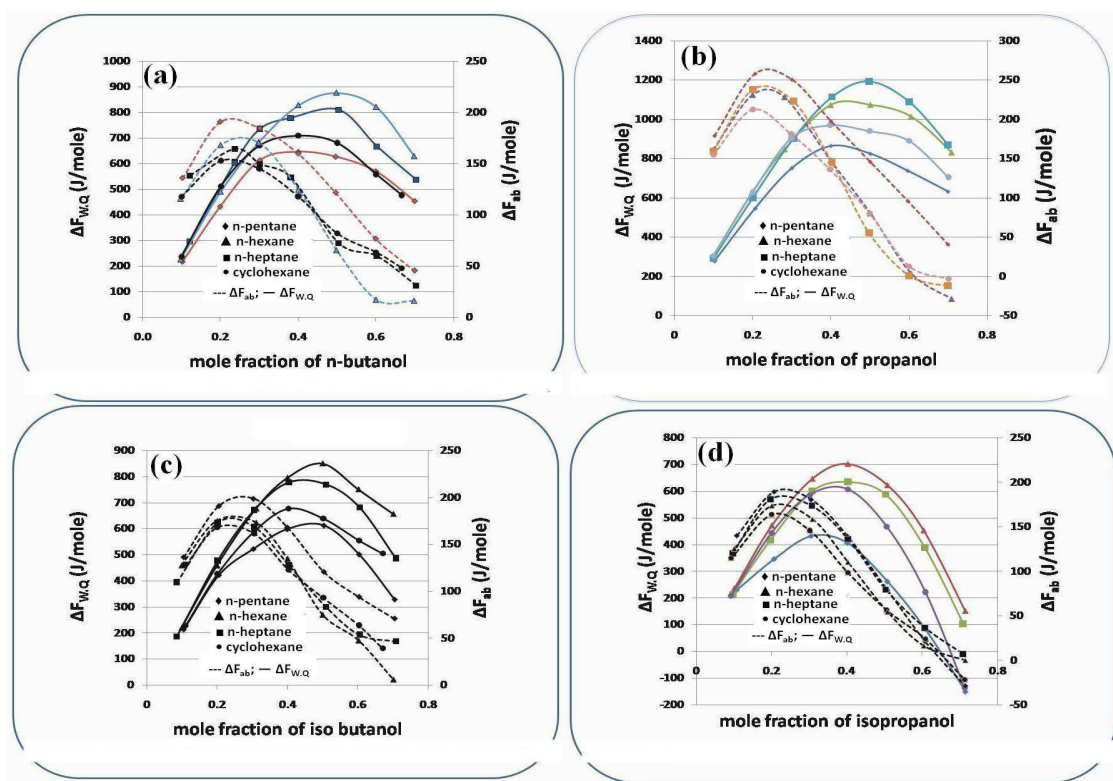 (a)
ΔF_W.Q (J/mole)
1000
900
800
700
600
500
400
300
200
100
0
250
200
150
100
50
0
ΔF_ab (J/mole)
n-pentane
n-hexane
n-heptane
cyclohexane
ΔF_ab; ΔF_W.Q
0.0 0.2 0.4 0.6 0.8
mole fraction of n-butanol
(b)
ΔF_W.Q (J/mole)
1400
1200
1000
800
600
400
200
0
300
250
200
150
100
50
0
-50
ΔF_ab (J/mole)
n-pentane
n-hexane
n-heptane
cyclohexane
ΔF_ab; ΔF_W.Q
0.0 0.2 0.4 0.6 0.8
mole fraction of propanol
(c)
ΔF_W.Q (J/mole)
900
800
700
600
500
400
300
200
100
0
250
200
150
100
50
0
ΔF_ab (J/mole)
n-pentane
n-hexane
n-heptane
cyclohexane
ΔF_ab; ΔF_W.Q
0 0.2 0.4 0.6 0.8
mole fraction of iso butanol
(d)
ΔF_W.Q (J/mole)
800
700
600
500
400
300
200
100
0
-100
-200
250
200
150
100
50
0
-50
ΔF_ab (J/mole)
n-pentane
n-hexane
n-heptane
cyclohexane
ΔF_ab; ΔF_W.Q
0.0 0.2 0.4 0.6 0.8
mole fraction of isopropanol